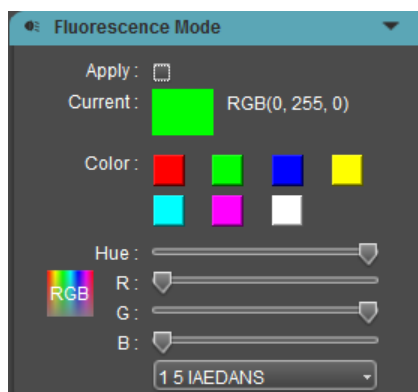 Fluorescence Mode
Apply :
Current : RGB(0, 255, 0)
Color :
Hue :
RGB
R :
G :
B :
1 5 IAEDANS